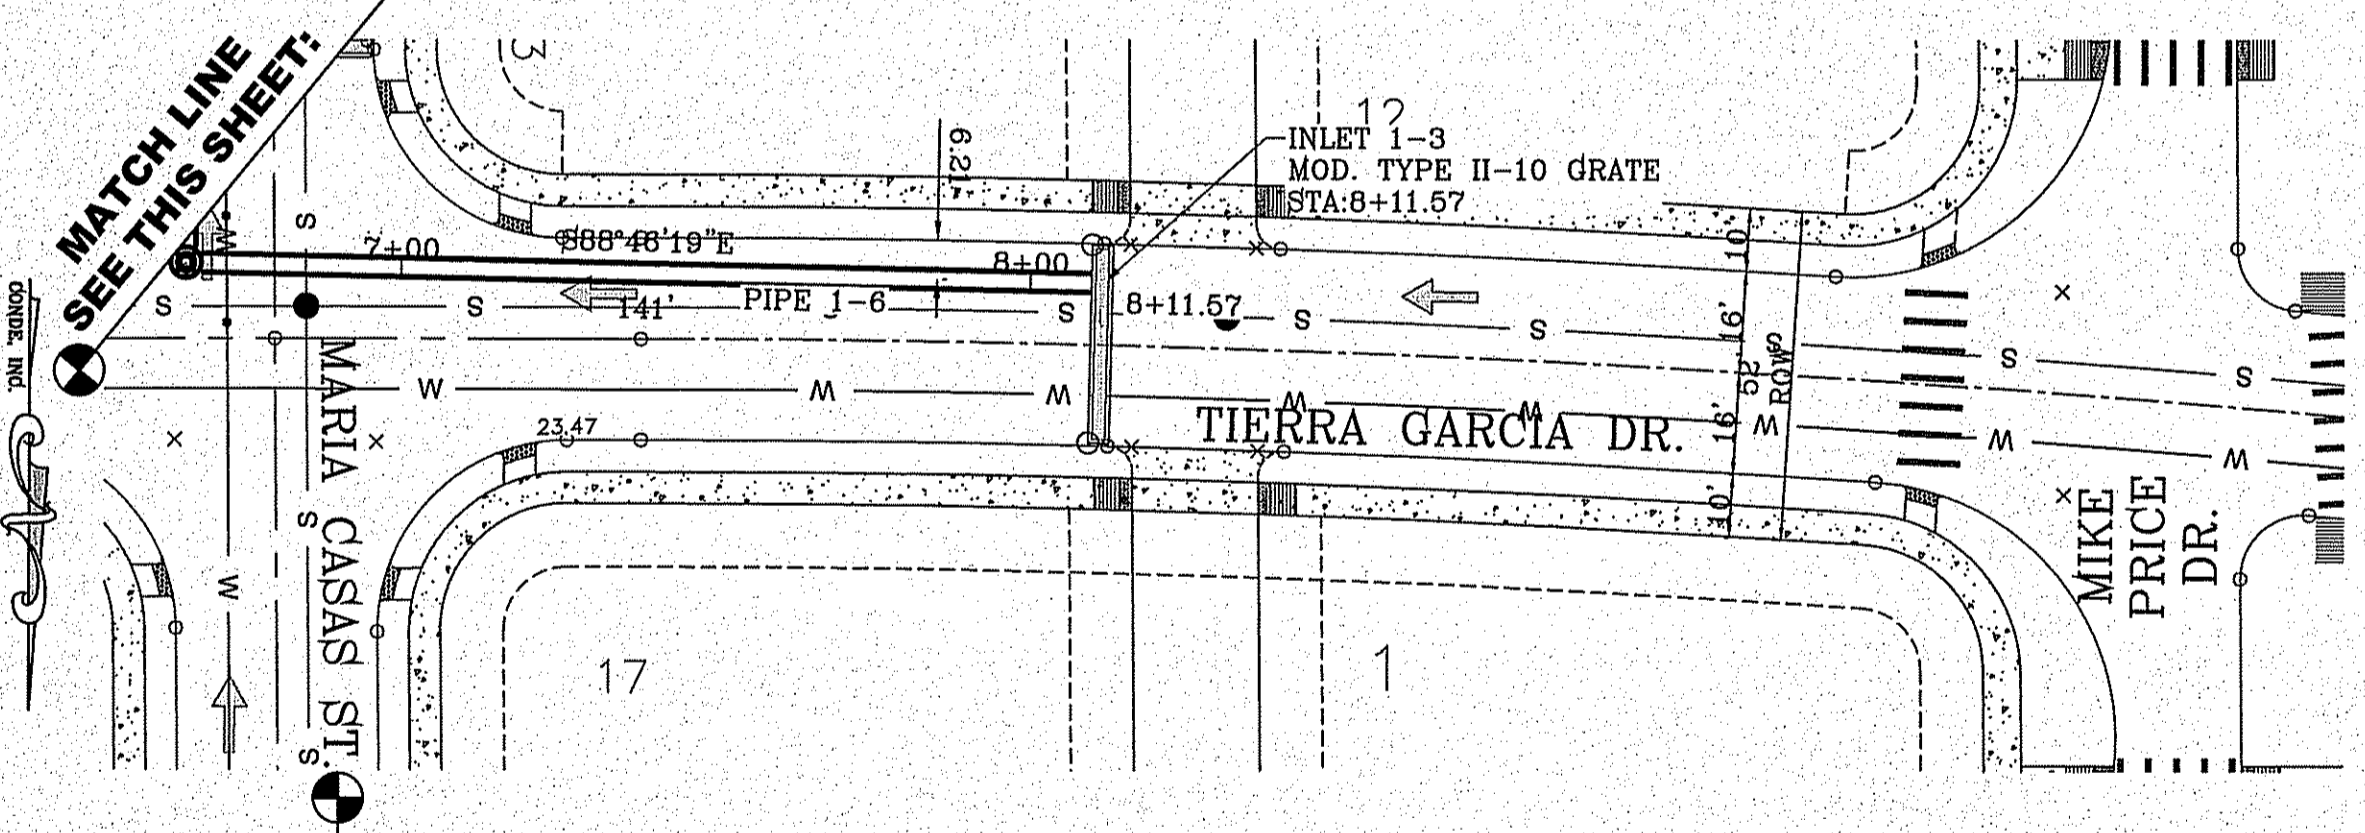 MATCH LINE
SEE THIS SHEET:
CONDE, INC.
3
12
6.21'
INLET 1-3
MOD. TYPE II-10 GRATE
STA:8+11.57
7+00
S88°46'19"E
8+00
W
S
S
S
141'
PIPE 1-6
S
8+11.57
S
S
S
S
S
10'
16'
52'
ROW
16'
10'
W
W
W
W
W
W
W
W
23.47
TIERRA GARCIA DR.
MARIA CASAS ST.
S
S
W
MIKE
PRICE
DR.
17
1